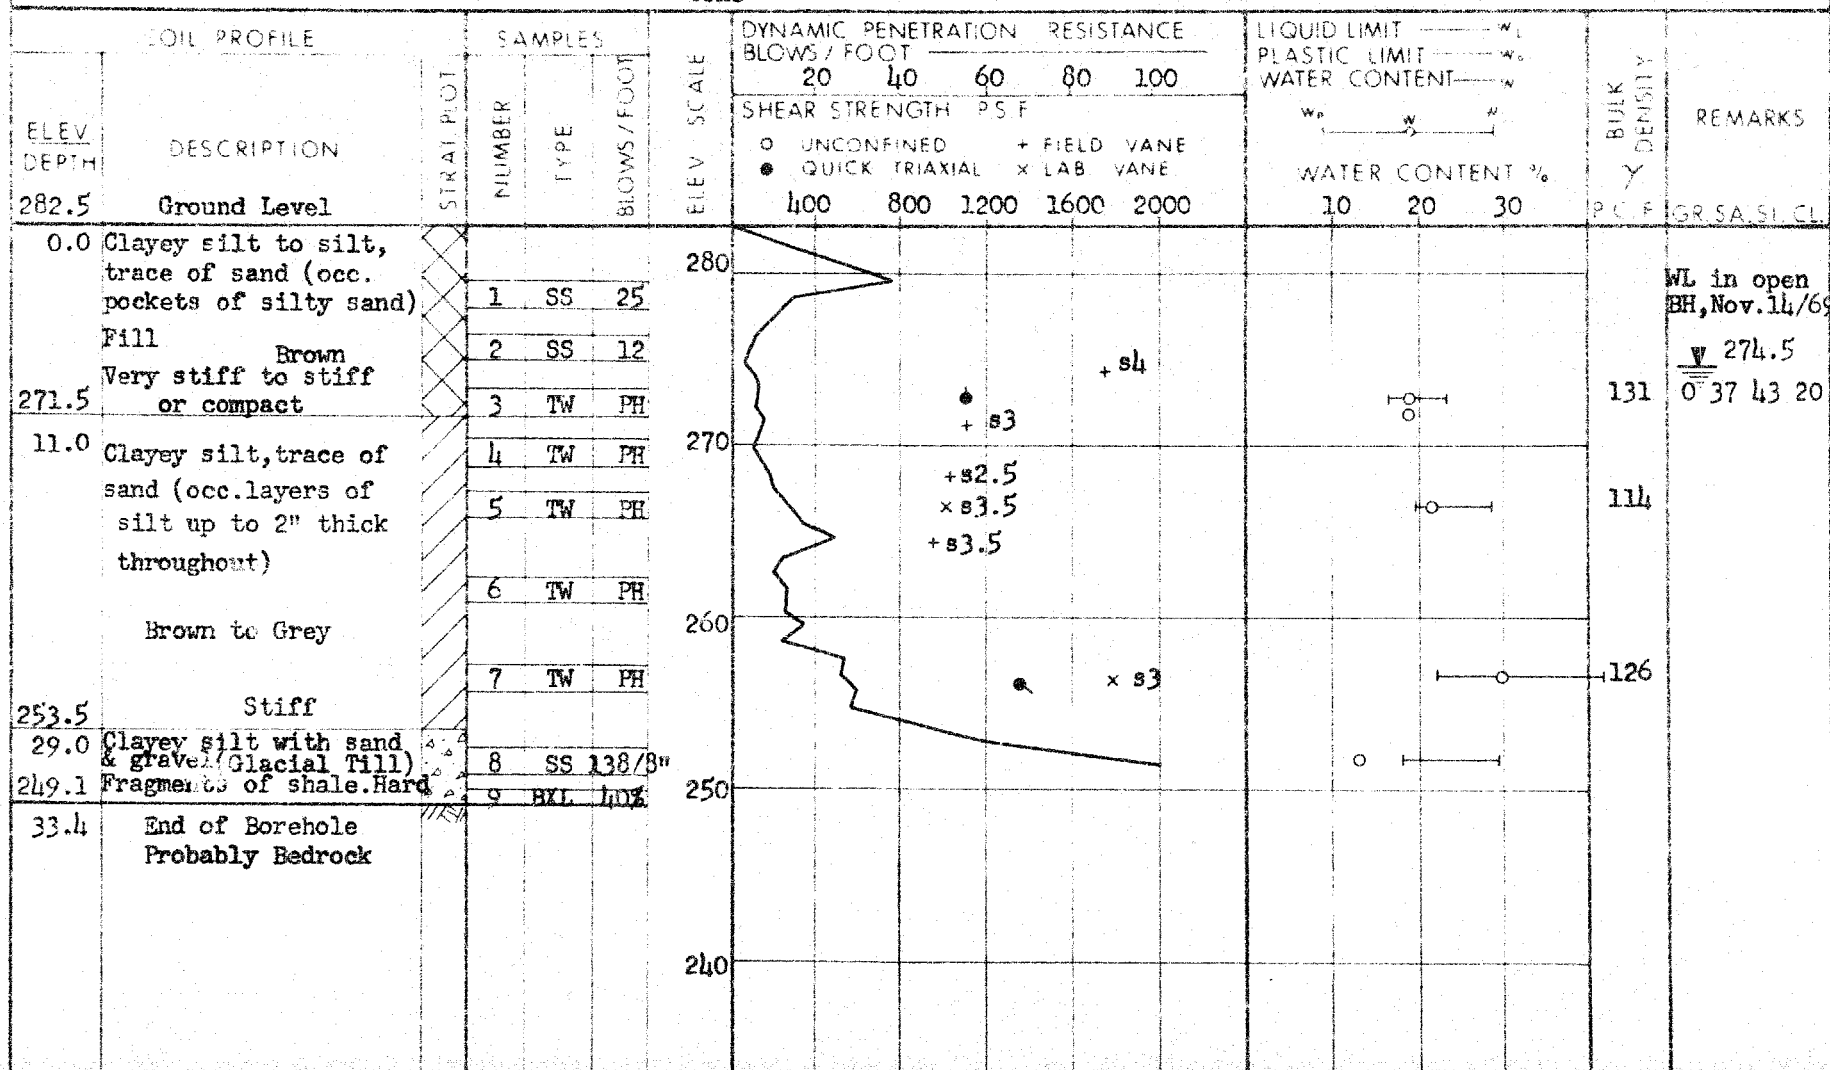 SOIL PROFILE
SAMPLES
ELEV
DEPTH
DESCRIPTION
STRAT PLOT
NUMBER
TYPE
BLOWS/FOOT
ELEV SCALE
DYNAMIC PENETRATION RESISTANCE
BLOWS / FOOT
20 40 60 80 100
SHEAR STRENGTH P.S.F
○ UNCONFINED + FIELD VANE
● QUICK TRIAXIAL × LAB. VANE
400 800 1200 1600 2000
LIQUID LIMIT
PLASTIC LIMIT
WATER CONTENT W
WP W
WATER CONTENT %
10 20 30
BULK DENSITY
γ
P.C.F
REMARKS
GR.SA.SI.CL.
282.5 Ground Level
0.0 Clayey silt to silt,
trace of sand (occ.
pockets of silty sand)
Fill
Brown
Very stiff to stiff
271.5 or compact
11.0 Clayey silt,trace of
sand (occ.layers of
silt up to 2" thick
throughout)
Brown to Grey
Stiff
253.5
29.0 Clayey silt with sand
& gravel(Glacial Till)
249.1 Fragments of shale.Hard
33.4 End of Borehole
Probably Bedrock
1 SS 25
2 SS 12
3 TW PH
4 TW PH
5 TW PH
6 TW PH
7 TW PH
8 SS 138/8"
9 BXL 40%
280
270
260
250
240
+ s4
+ s3
+s2.5
×s3.5
+s3.5
× s3
131
114
126
WL in open
BH,Nov.14/69
274.5
0 37 43 20